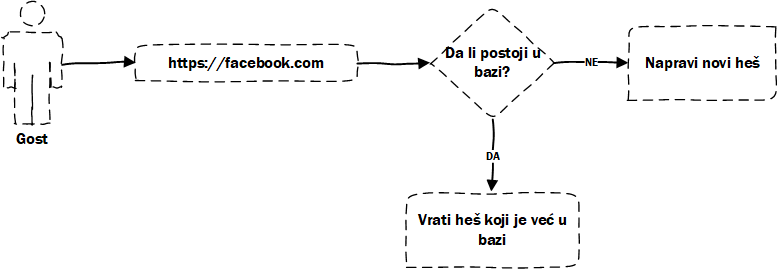 Gost
https://facebook.com
Da li postoji u
bazi?
NE
Napravi novi heš
DA
Vrati heš koji je već u
bazi